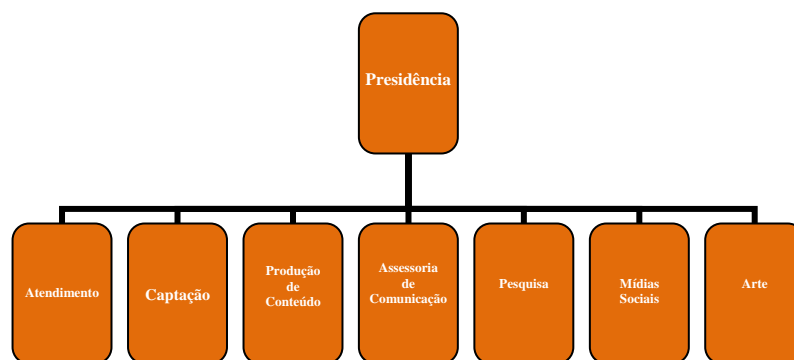 Presidência
Atendimento
Captação
Produção
de
Conteúdo
Assessoria
de
Comunicação
Pesquisa
Mídias
Sociais
Arte